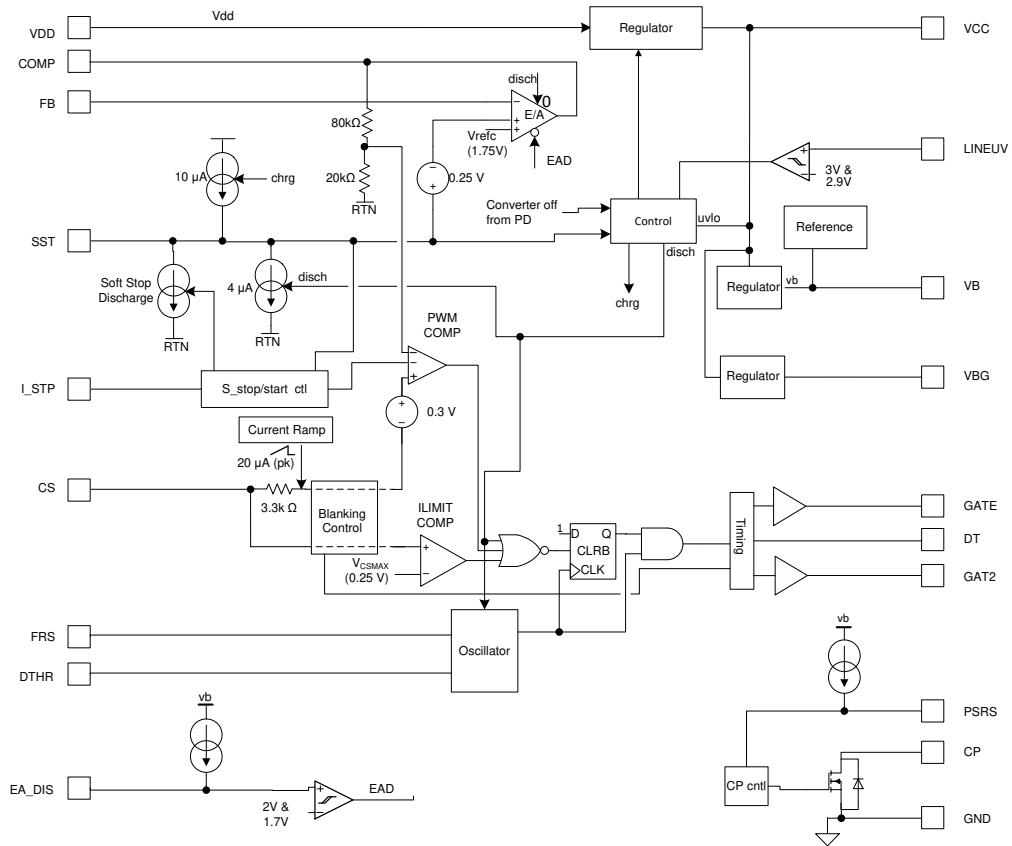 VDD
Vdd
Regulator
VCC
COMP
disch
0
FB
E/A
80kΩ
Vrefc
(1.75V)
EAD
LINEUV
3V &
2.9V
10 µA
chrg
20kΩ
0.25 V
RTN
Converter off
from PD
Control
uvlo
Reference
SST
disch
Soft Stop
Discharge
4 µA
disch
chrg
Regulator
vb
VB
RTN
RTN
PWM
COMP
I_STP
S_stop/start ctl
Regulator
VBG
0.3 V
Current Ramp
20 µA (pk)
CS
3.3k Ω
Blanking
Control
ILIMIT
COMP
VCSMAX
(0.25 V)
1
D
Q
CLRB
CLK
Timing
GATE
DT
GAT2
FRS
Oscillator
DTHR
vb
PSRS
vb
CP
CP cntl
EA_DIS
2V &
1.7V
EAD
GND